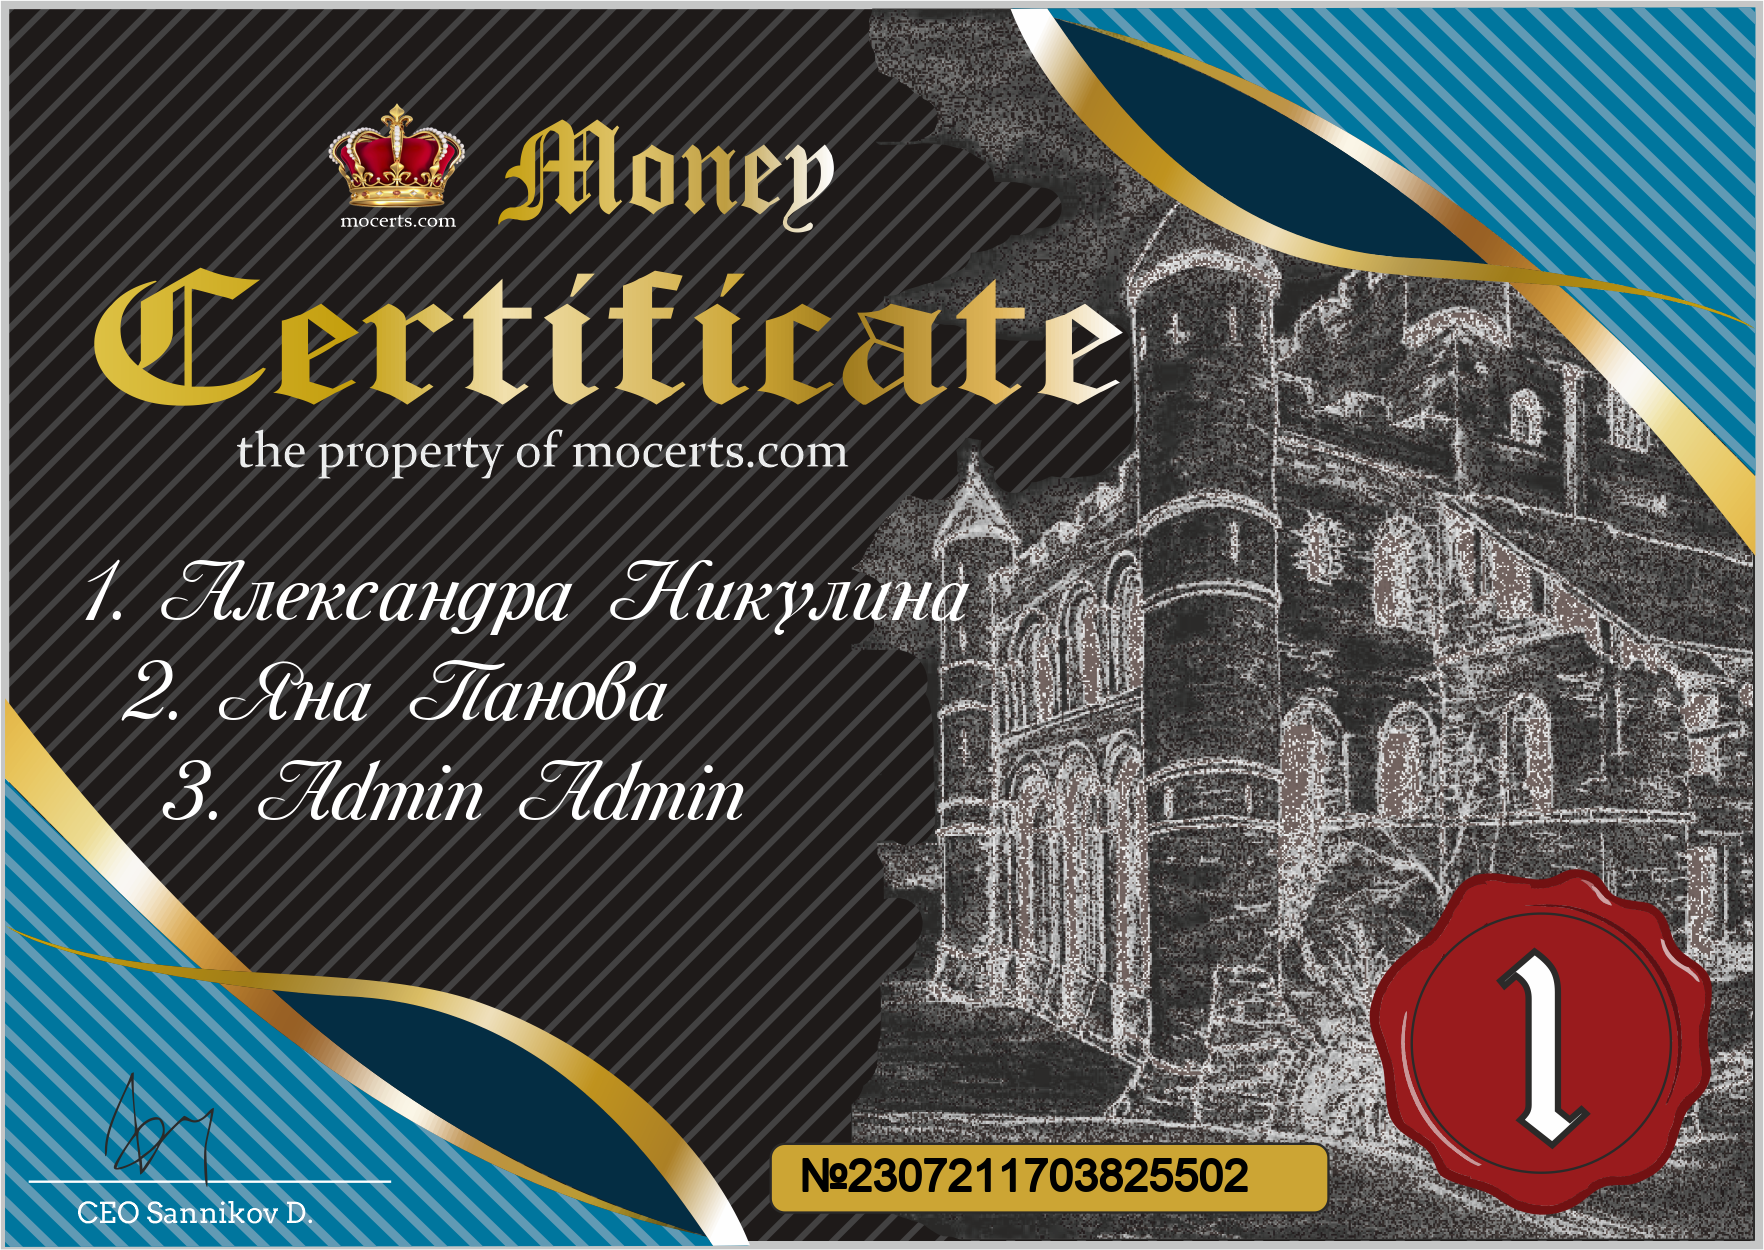 mocerts.com
Money
Certificate
the property of mocerts.com
1. Александра Никулина
2. Яна Панова
3. Admin Admin
1
№2307211703825502
CEO Sannikov D.